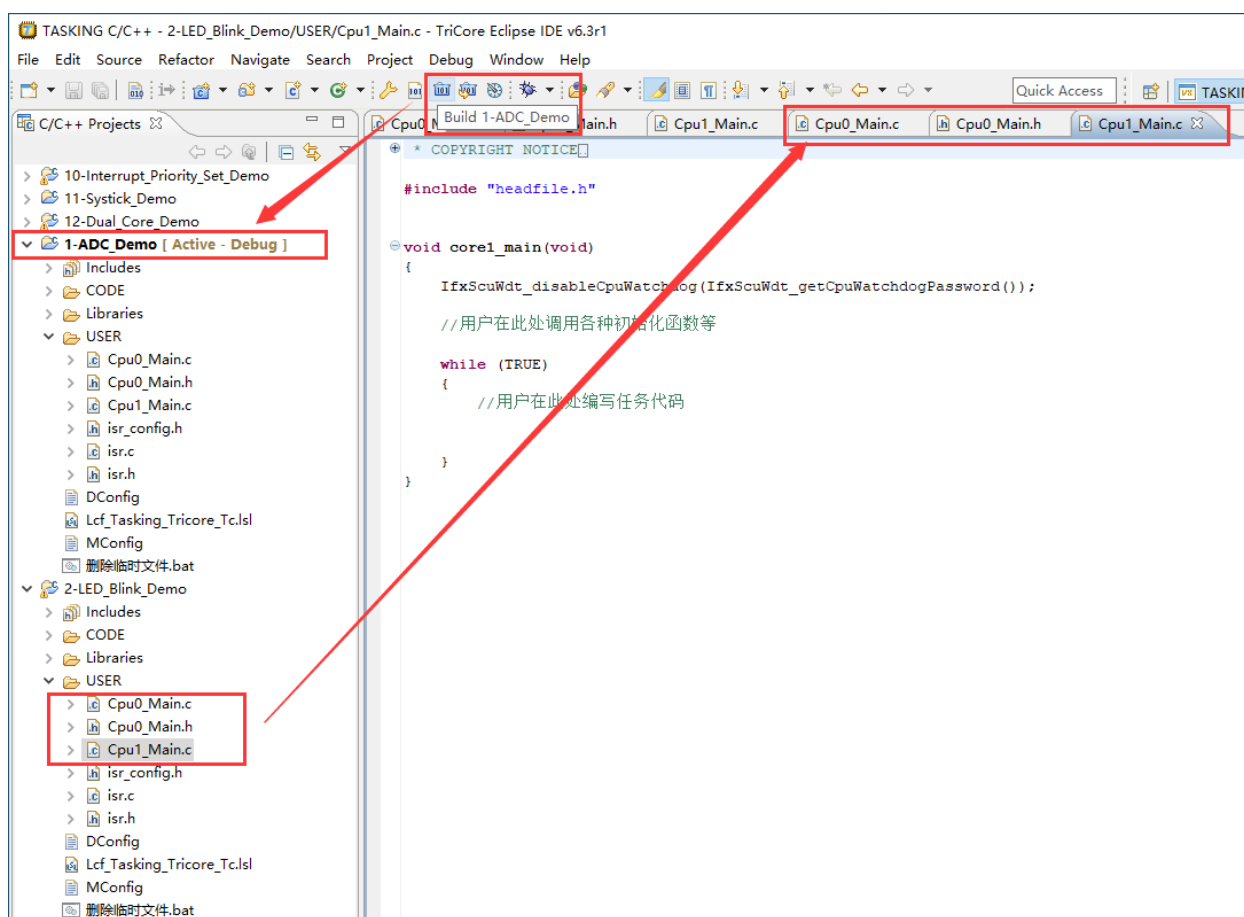 TASKING C/C++ - 2-LED_Blink_Demo/USER/Cpu1_Main.c - TriCore Eclipse IDE v6.3r1
File Edit Source Refactor Navigate Search Project Debug Window Help
Quick Access
C/C++ Projects
Build 1-ADC_Demo
Cpu1_Main.c
Cpu0_Main.c
Cpu0_Main.h
Cpu1_Main.c
10-Interrupt_Priority_Set_Demo
11-Systick_Demo
12-Dual_Core_Demo
1-ADC_Demo [ Active - Debug ]
Includes
CODE
Libraries
USER
Cpu0_Main.c
Cpu0_Main.h
Cpu1_Main.c
isr_config.h
isr.c
isr.h
DConfig
Lcf_Tasking_Tricore_Tc.lsl
MConfig
删除临时文件.bat
2-LED_Blink_Demo
Includes
CODE
Libraries
USER
Cpu0_Main.c
Cpu0_Main.h
Cpu1_Main.c
isr_config.h
isr.c
isr.h
DConfig
Lcf_Tasking_Tricore_Tc.lsl
MConfig
删除临时文件.bat
* COPYRIGHT NOTICE
#include "headfile.h"
void core1_main(void)
{
IfxScuWdt_disableCpuWatchdog(IfxScuWdt_getCpuWatchdogPassword());
//用户在此处调用各种初始化函数等
while (TRUE)
{
//用户在此处编写任务代码
}
}